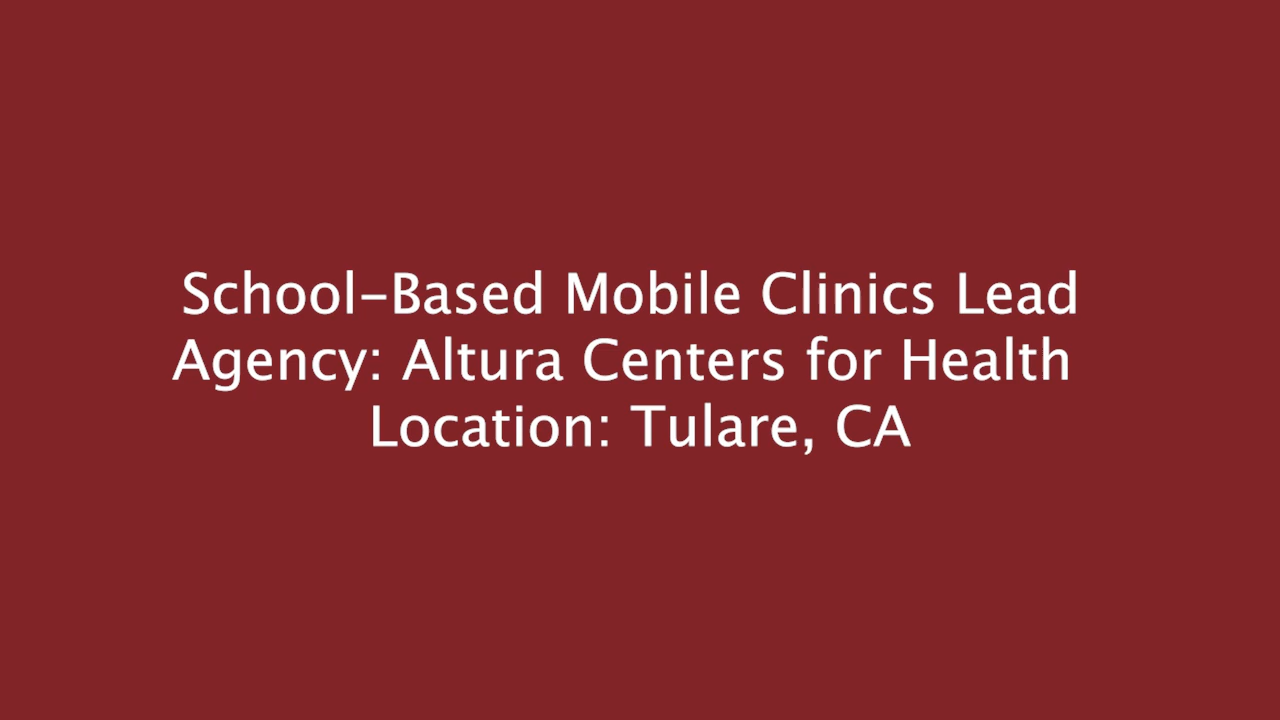 School-Based Mobile Clinics Lead
Agency: Altura Centers for Health
Location: Tulare, CA